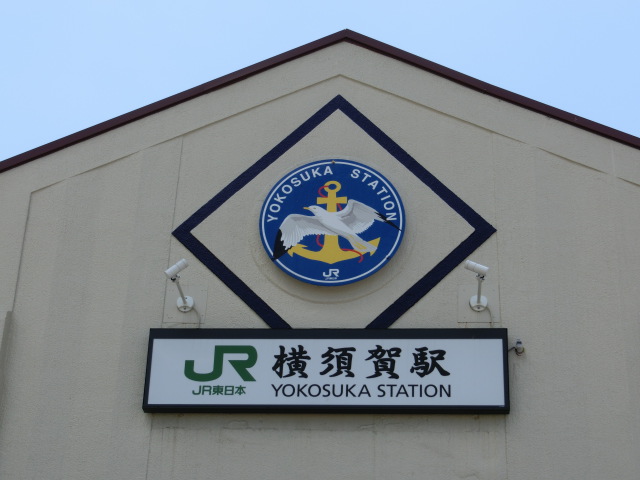 YOKOSUKA STATION
JR
JR 横須賀駅
JR東日本 YOKOSUKA STATION